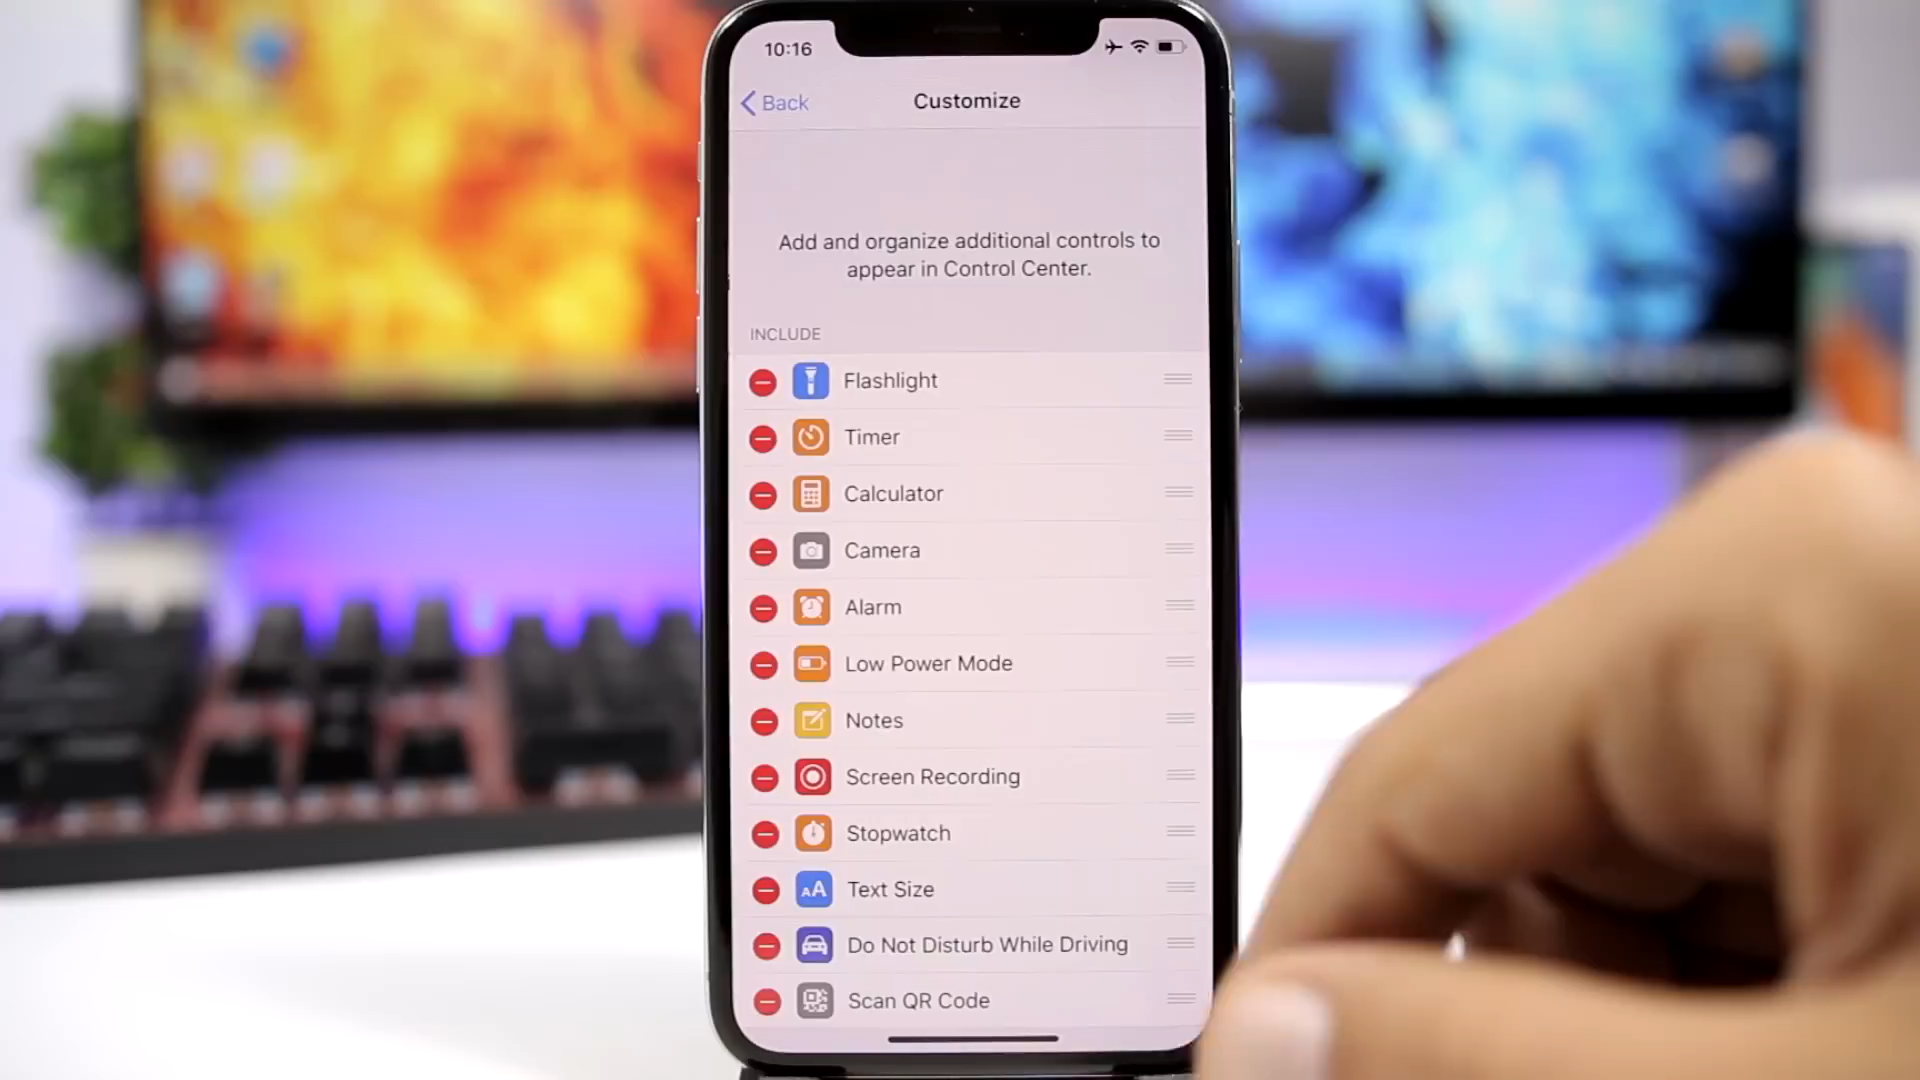 10:16
Back
Customize
Add and organize additional controls to
appear in Control Center.
INCLUDE
Flashlight
Timer
Calculator
Camera
Alarm
Low Power Mode
Notes
Screen Recording
Stopwatch
AA Text Size
Do Not Disturb While Driving
Scan QR Code